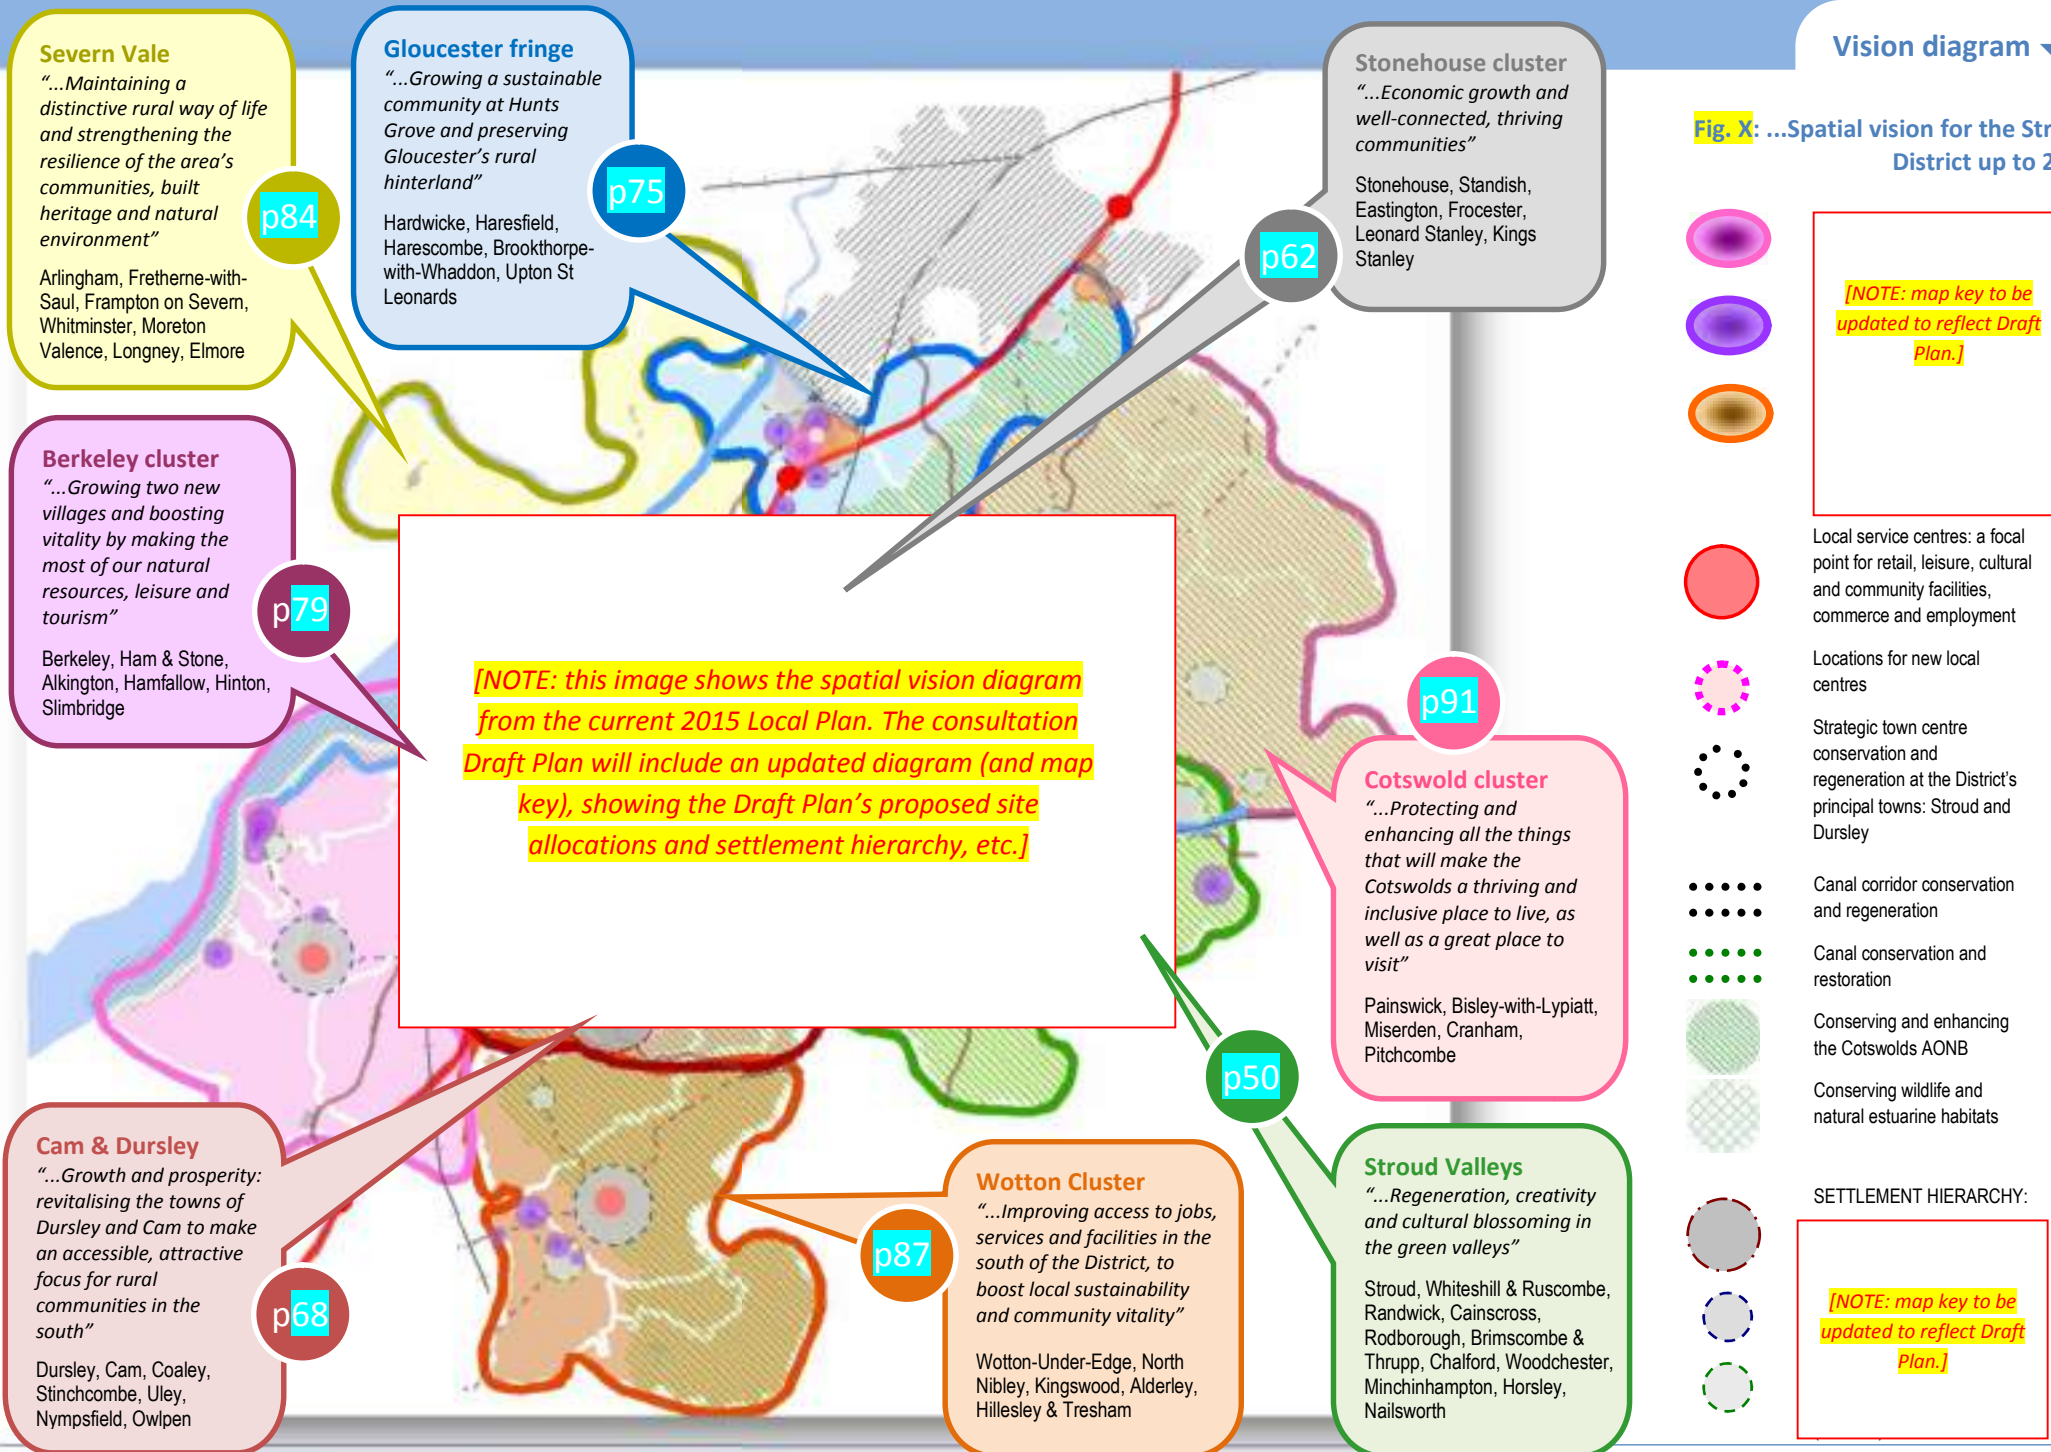 Vision diagram
Fig. X: ...Spatial vision for the Str
District up to 2
Severn Vale
“...Maintaining a
distinctive rural way of life
and strengthening the
resilience of the area’s
communities, built
heritage and natural
environment”
Arlingham, Fretherne-with-
Saul, Frampton on Severn,
Whitminster, Moreton
Valence, Longney, Elmore
p84
Gloucester fringe
“...Growing a sustainable
community at Hunts
Grove and preserving
Gloucester’s rural
hinterland”
Hardwicke, Haresfield,
Harescombe, Brookthorpe-
with-Whaddon, Upton St
Leonards
p75
Stonehouse cluster
“...Economic growth and
well-connected, thriving
communities”
Stonehouse, Standish,
Eastington, Frocester,
Leonard Stanley, Kings
Stanley
p62
Berkeley cluster
“...Growing two new
villages and boosting
vitality by making the
most of our natural
resources, leisure and
tourism”
Berkeley, Ham & Stone,
Alkington, Hamfallow, Hinton,
Slimbridge
p79
[NOTE: this image shows the spatial vision diagram
from the current 2015 Local Plan. The consultation
Draft Plan will include an updated diagram (and map
key), showing the Draft Plan’s proposed site
allocations and settlement hierarchy, etc.]
p91
Cotswold cluster
“...Protecting and
enhancing all the things
that will make the
Cotswolds a thriving and
inclusive place to live, as
well as a great place to
visit”
Painswick, Bisley-with-Lypiatt,
Miserden, Cranham,
Pitchcombe
Cam & Dursley
“...Growth and prosperity:
revitalising the towns of
Dursley and Cam to make
an accessible, attractive
focus for rural
communities in the
south”
Dursley, Cam, Coaley,
Stinchcombe, Uley,
Nympsfield, Owlpen
p68
Wotton Cluster
“...Improving access to jobs,
services and facilities in the
south of the District, to
boost local sustainability
and community vitality”
Wotton-Under-Edge, North
Nibley, Kingswood, Alderley,
Hillesley & Tresham
p87
p50
Stroud Valleys
“...Regeneration, creativity
and cultural blossoming in
the green valleys”
Stroud, Whiteshill & Ruscombe,
Randwick, Cainscross,
Rodborough, Brimscombe &
Thrupp, Chalford, Woodchester,
Minchinhampton, Horsley,
Nailsworth
[NOTE: map key to be
updated to reflect Draft
Plan.]
Local service centres: a focal
point for retail, leisure, cultural
and community facilities,
commerce and employment
Locations for new local
centres
Strategic town centre
conservation and
regeneration at the District’s
principal towns: Stroud and
Dursley
Canal corridor conservation
and regeneration
Canal conservation and
restoration
Conserving and enhancing
the Cotswolds AONB
Conserving wildlife and
natural estuarine habitats
SETTLEMENT HIERARCHY:
[NOTE: map key to be
updated to reflect Draft
Plan.]